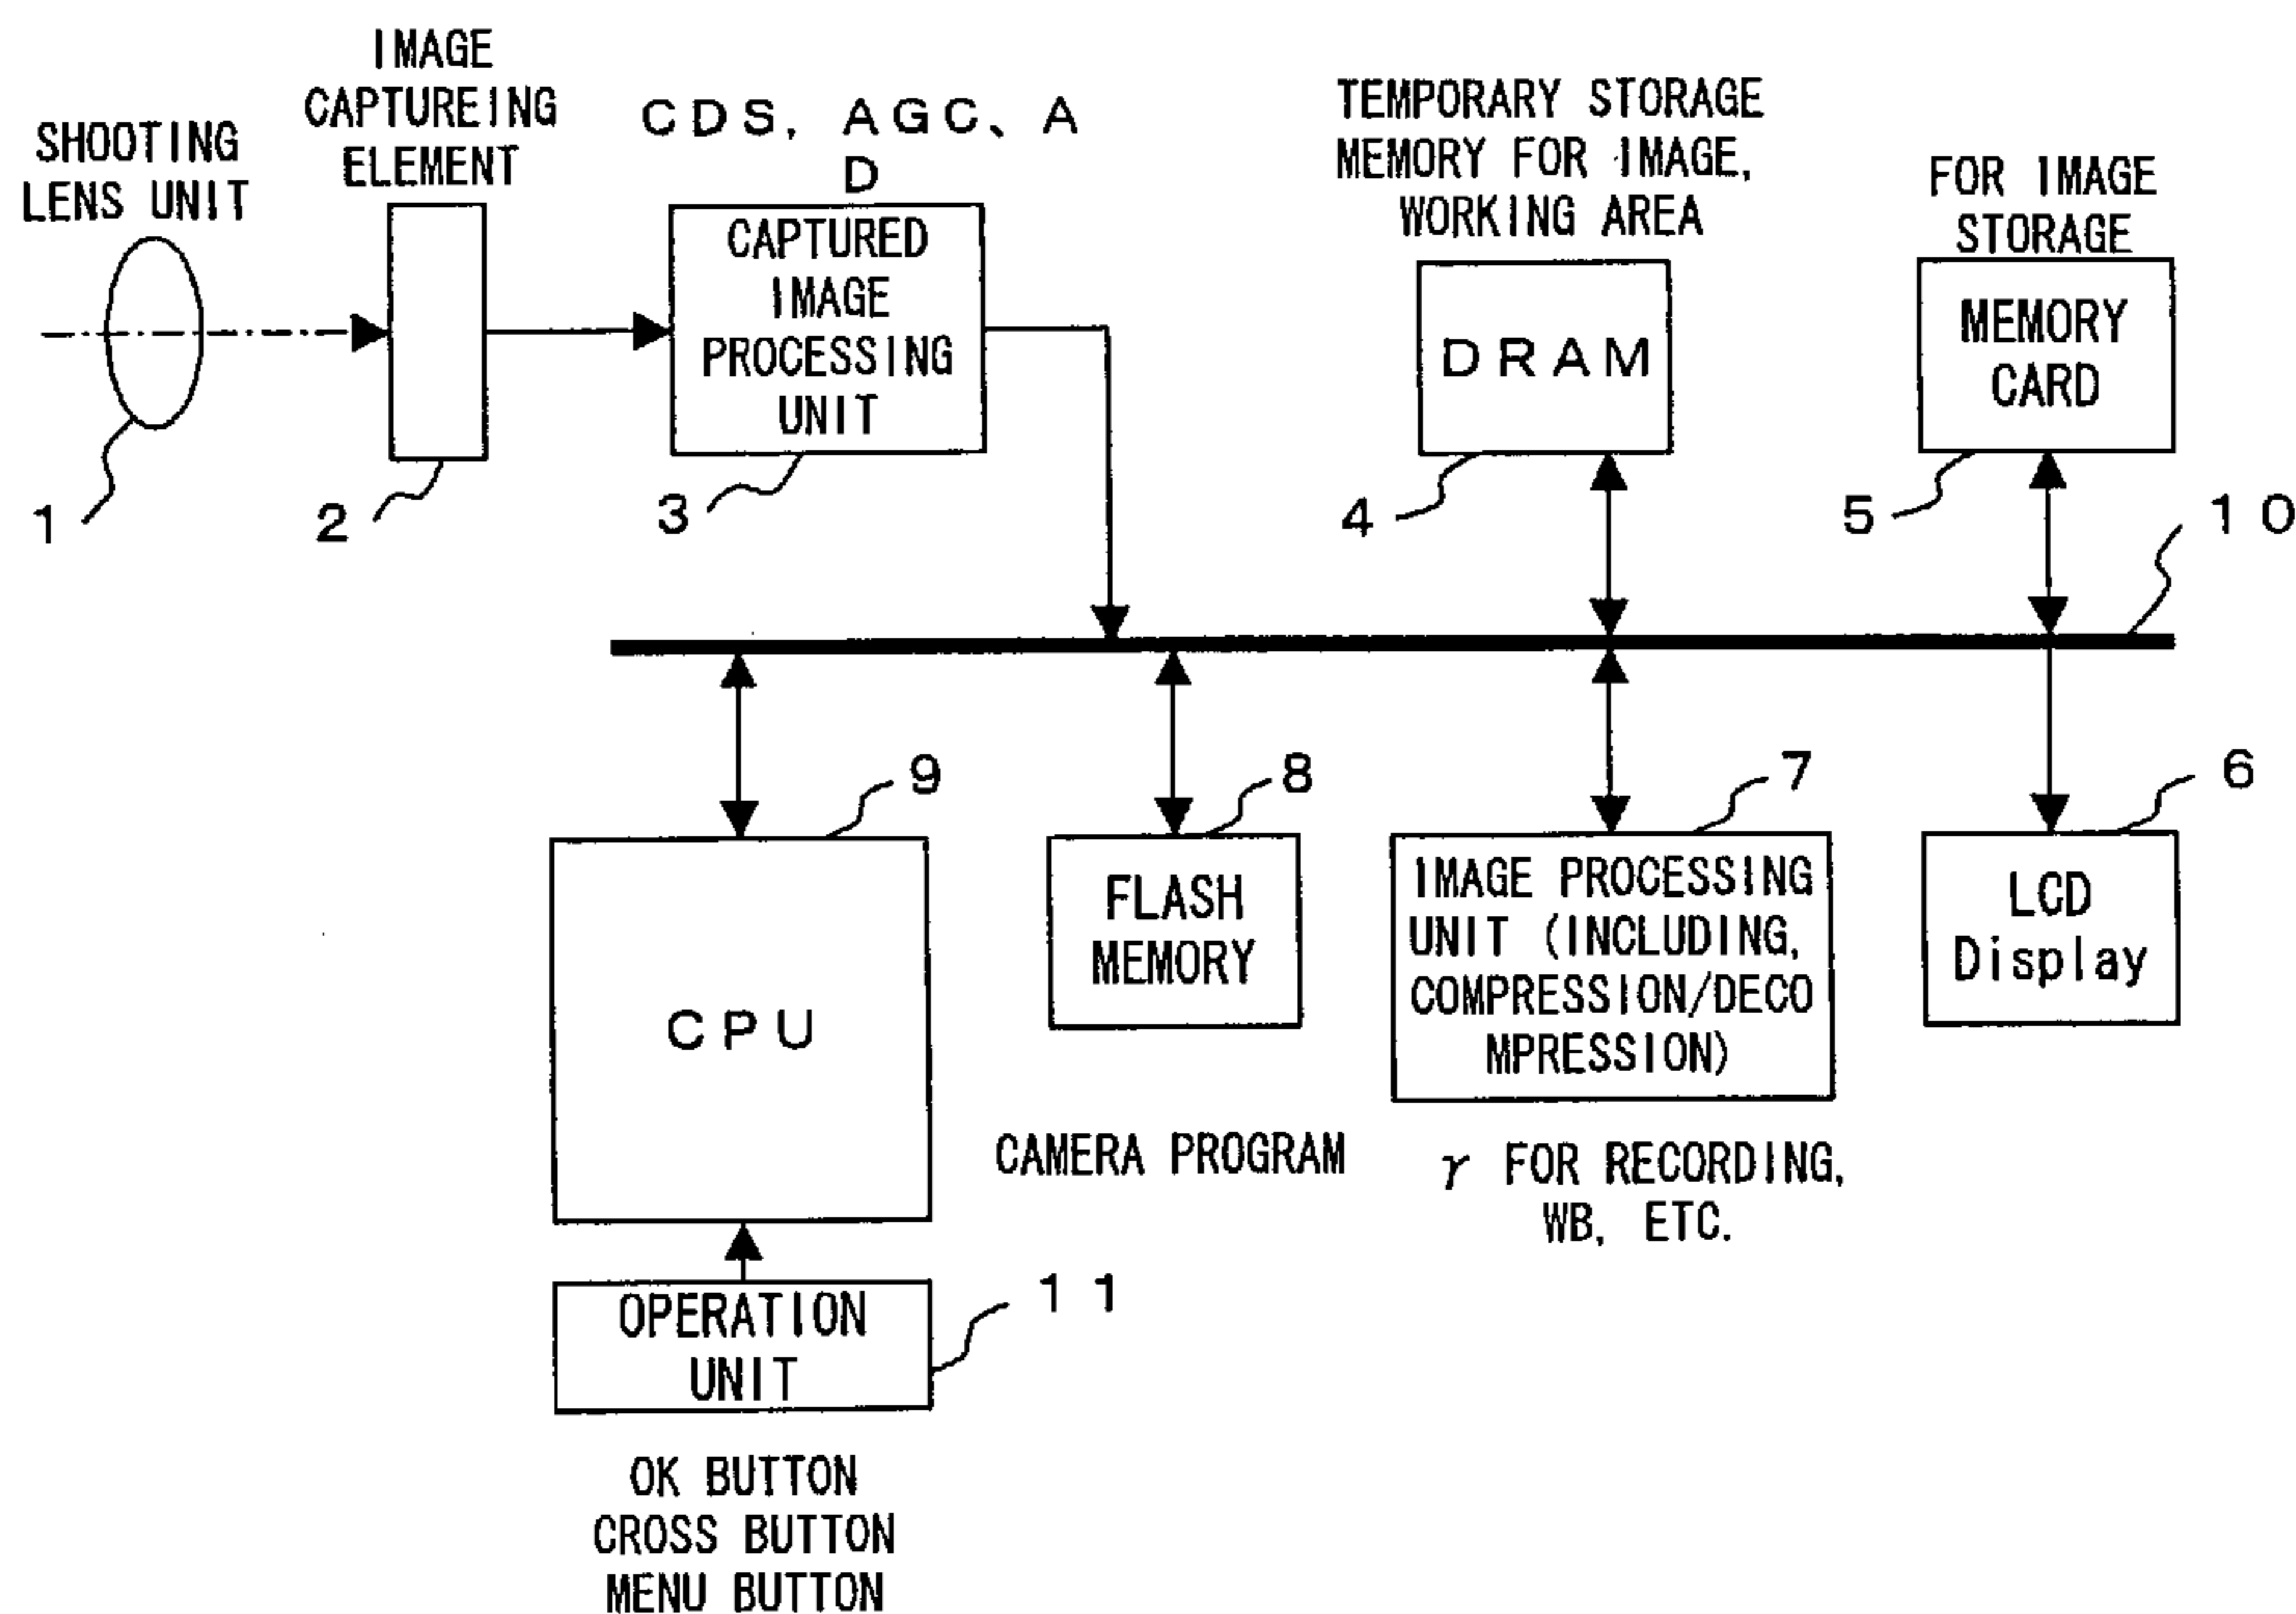 SHOOTING
LENS UNIT
1
IMAGE
CAPTUREING
ELEMENT
2
CDS, AGC、A
D
CAPTURED
IMAGE
PROCESSING
UNIT
3
TEMPORARY STORAGE
MEMORY FOR IMAGE,
WORKING AREA
DRAM
4
FOR IMAGE
STORAGE
MEMORY
CARD
5
10
9
CPU
8
FLASH
MEMORY
CAMERA PROGRAM
7
IMAGE PROCESSING
UNIT (INCLUDING,
COMPRESSION/DECO
MPRESSION)
γ FOR RECORDING,
WB, ETC.
6
LCD
Display
OPERATION
UNIT
11
OK BUTTON
CROSS BUTTON
MENU BUTTON